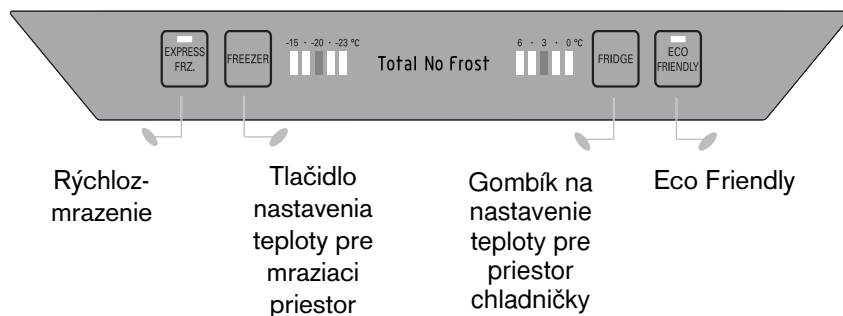 EXPRESS
FRZ.
FREEZER
-15 · -20 · -23 °C
Total No Frost
6 · 3 · 0 °C
FRIDGE
ECO
FRIENDLY
Rýchloz-
mrazenie
Tlačidlo
nastavenia
teploty pre
mraziaci
priestor
Gombík na
nastavenie
teploty pre
priestor
chladničky
Eco Friendly